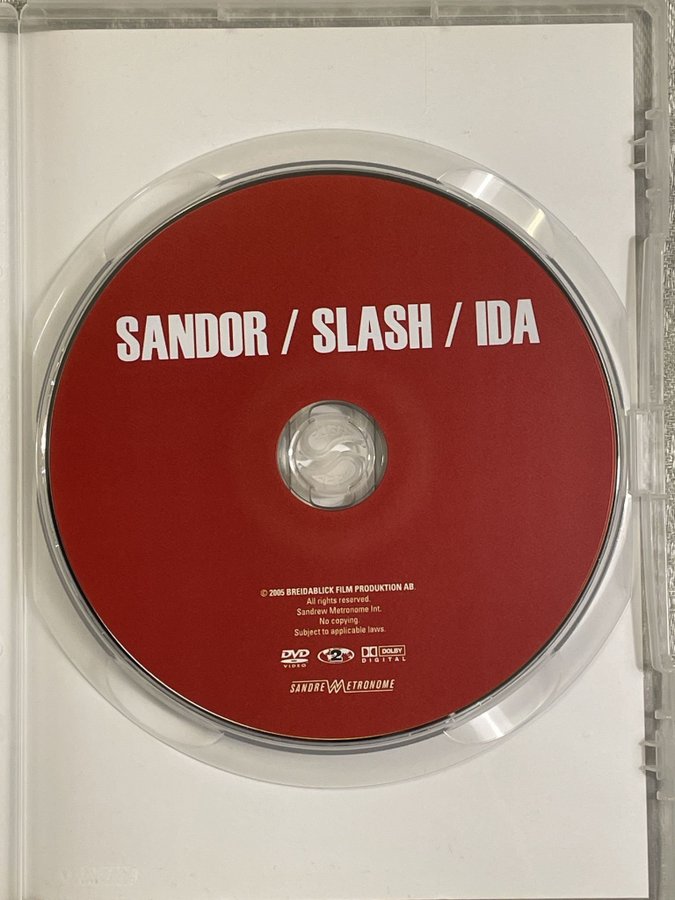 SANDOR / SLASH / IDA
© 2005 BREIDABLICK FILM PRODUKTION AB.
All rights reserved.
Sandrew Metronome Int.
No copying.
Subject to applicable laws.
DVD VIDEO 2 DOLBY DIGITAL
SANDREW METRONOME